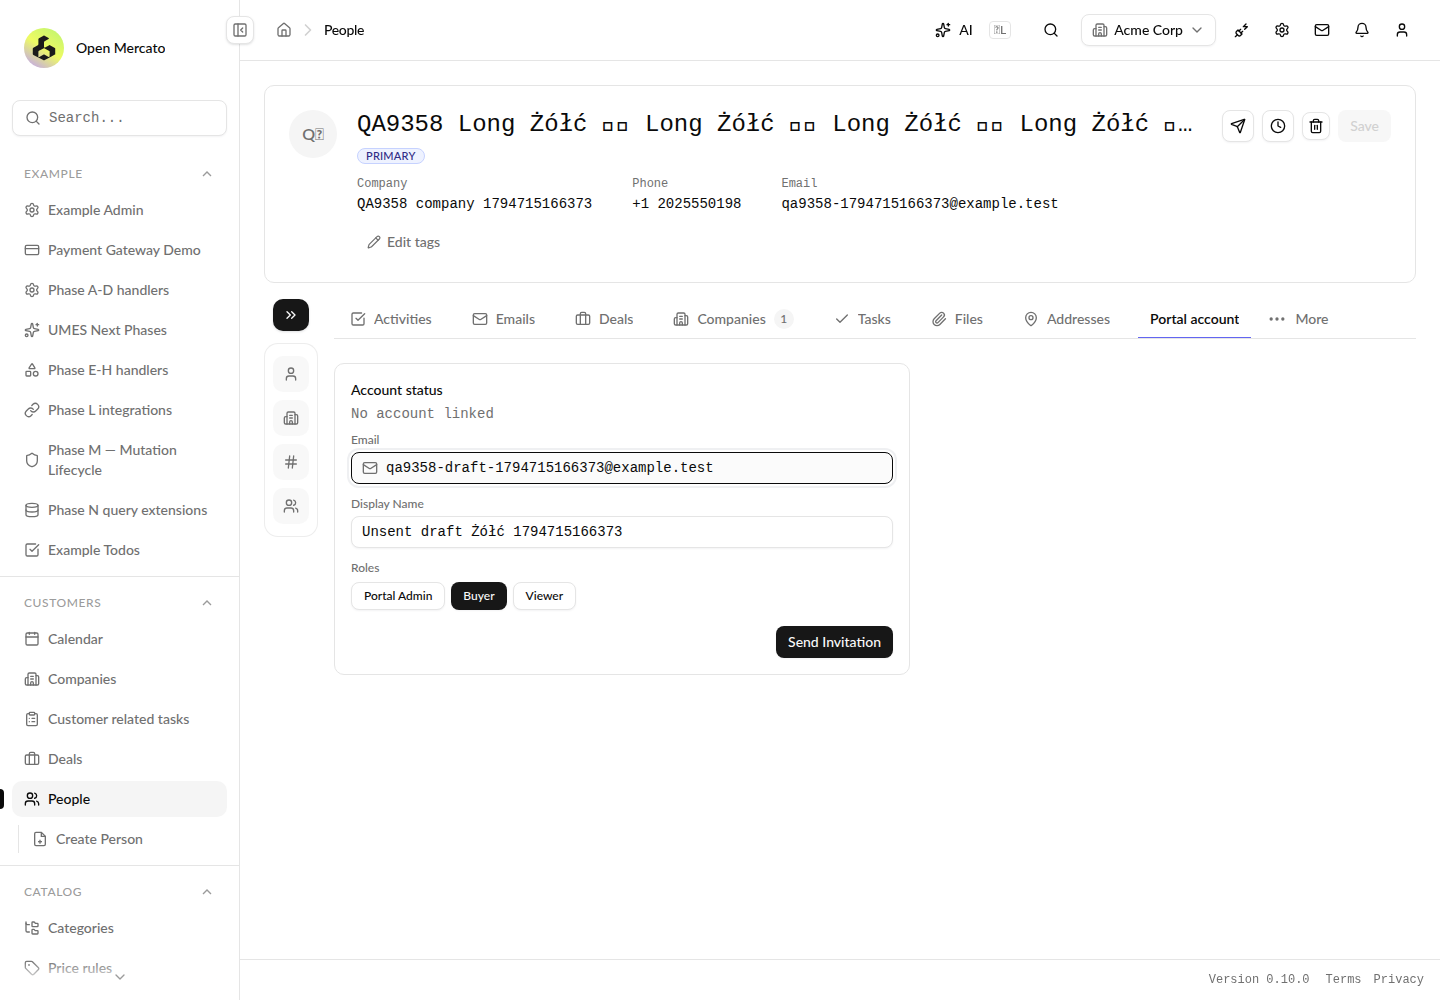 Open Mercato
Search...
EXAMPLE
Example Admin
Payment Gateway Demo
Phase A-D handlers
UMES Next Phases
Phase E-H handlers
Phase L integrations
Phase M — Mutation
Lifecycle
Phase N query extensions
Example Todos
CUSTOMERS
Calendar
Companies
Customer related tasks
Deals
People
Create Person
CATALOG
Categories
Price rules
People
AI
L
Acme Corp
Q
QA9358 Long Żółć Long Żółć Long Żółć Long Żółć …
Save
PRIMARY
Company Phone Email
QA9358 company 1794715166373 +1 2025550198 qa9358-1794715166373@example.test
Edit tags
Activities Emails Deals Companies 1 Tasks Files Addresses Portal account More
Account status
No account linked
Email
qa9358-draft-1794715166373@example.test
Display Name
Unsent draft Żółć 1794715166373
Roles
Portal Admin Buyer Viewer
Send Invitation
Version 0.10.0 Terms Privacy